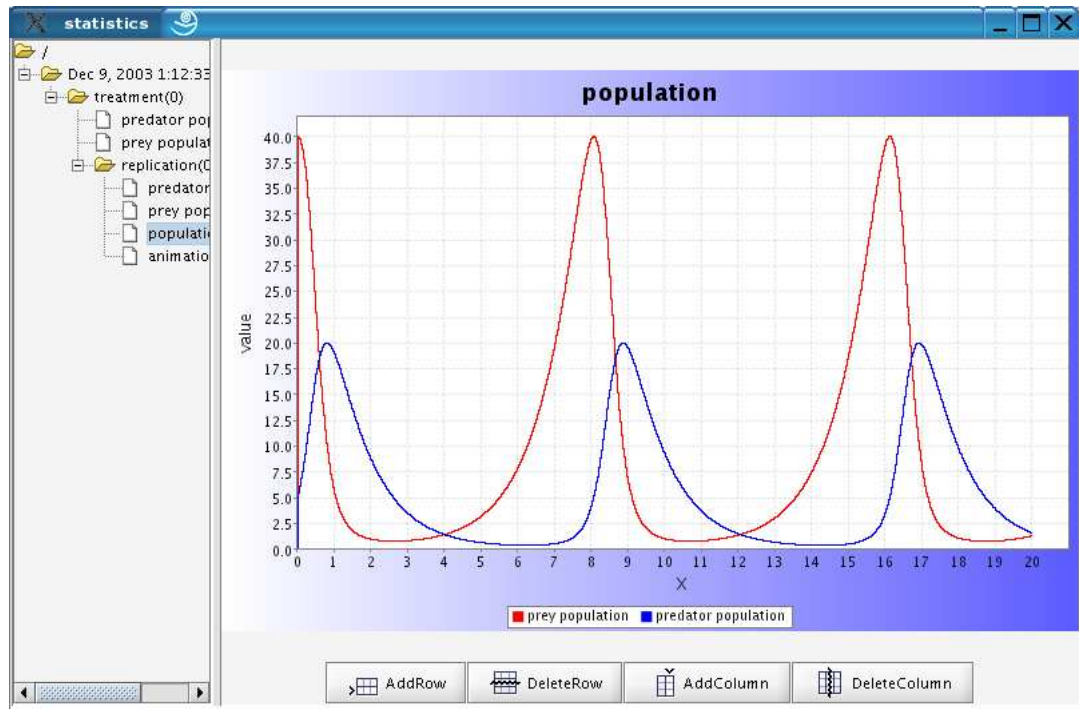 statistics
/
Dec 9, 2003 1:12:33
treatment(0)
predator pop
prey populat
replication(0
predator
prey pop
populati
animatio
population
40.0
37.5
35.0
32.5
30.0
27.5
25.0
22.5
20.0
17.5
15.0
12.5
10.0
7.5
5.0
2.5
0.0
value
0 1 2 3 4 5 6 7 8 9 10 11 12 13 14 15 16 17 18 19 20
X
prey population predator population
AddRow DeleteRow AddColumn DeleteColumn